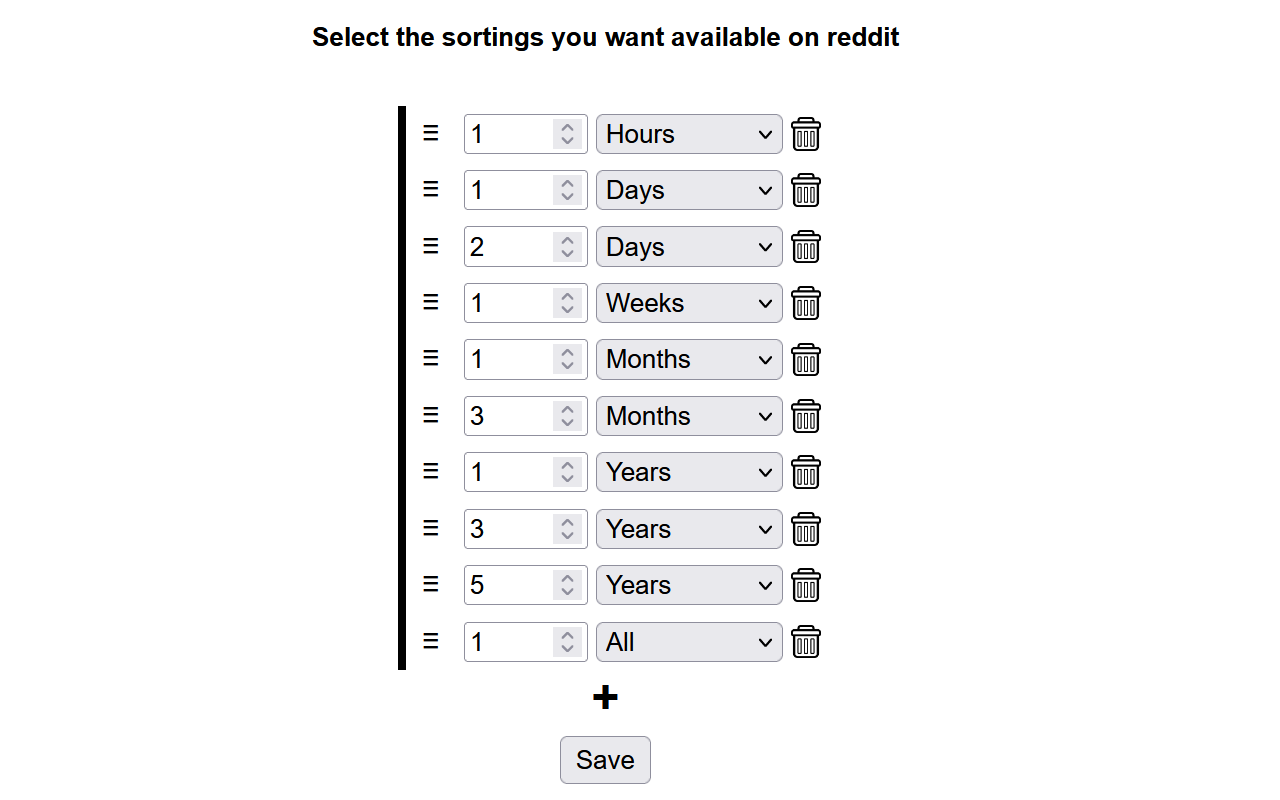 Select the sortings you want available on reddit
1 Hours
1 Days
2 Days
1 Weeks
1 Months
3 Months
1 Years
3 Years
5 Years
1 All
Save